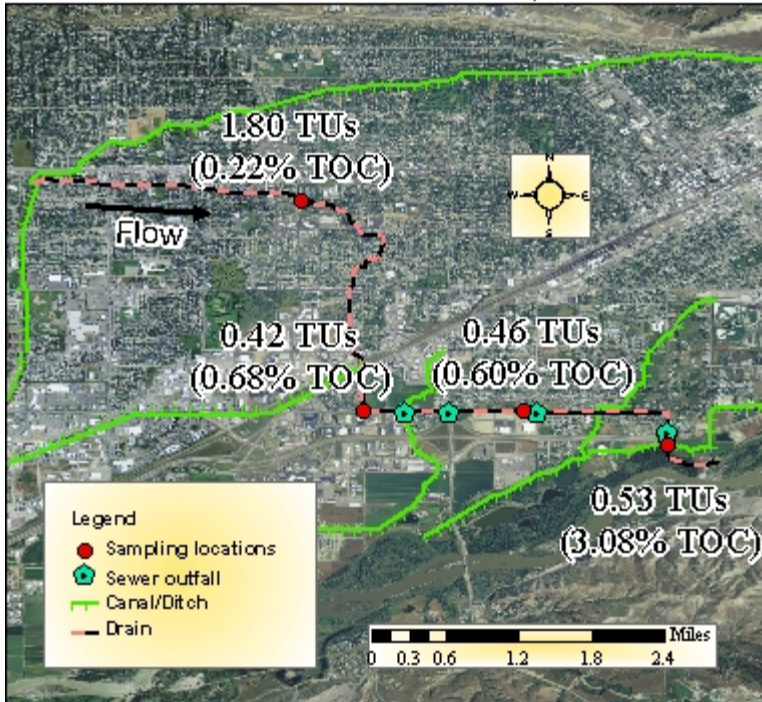 1.80 TUs
(0.22% TOC)
N
W E
S
Flow
0.42 TUs
(0.68% TOC)
0.46 TUs
(0.60% TOC)
0.53 TUs
(3.08% TOC)
Legend
Sampling locations
Sewer outfall
Canal/Ditch
Drain
Miles
0 0.3 0.6 1.2 1.8 2.4